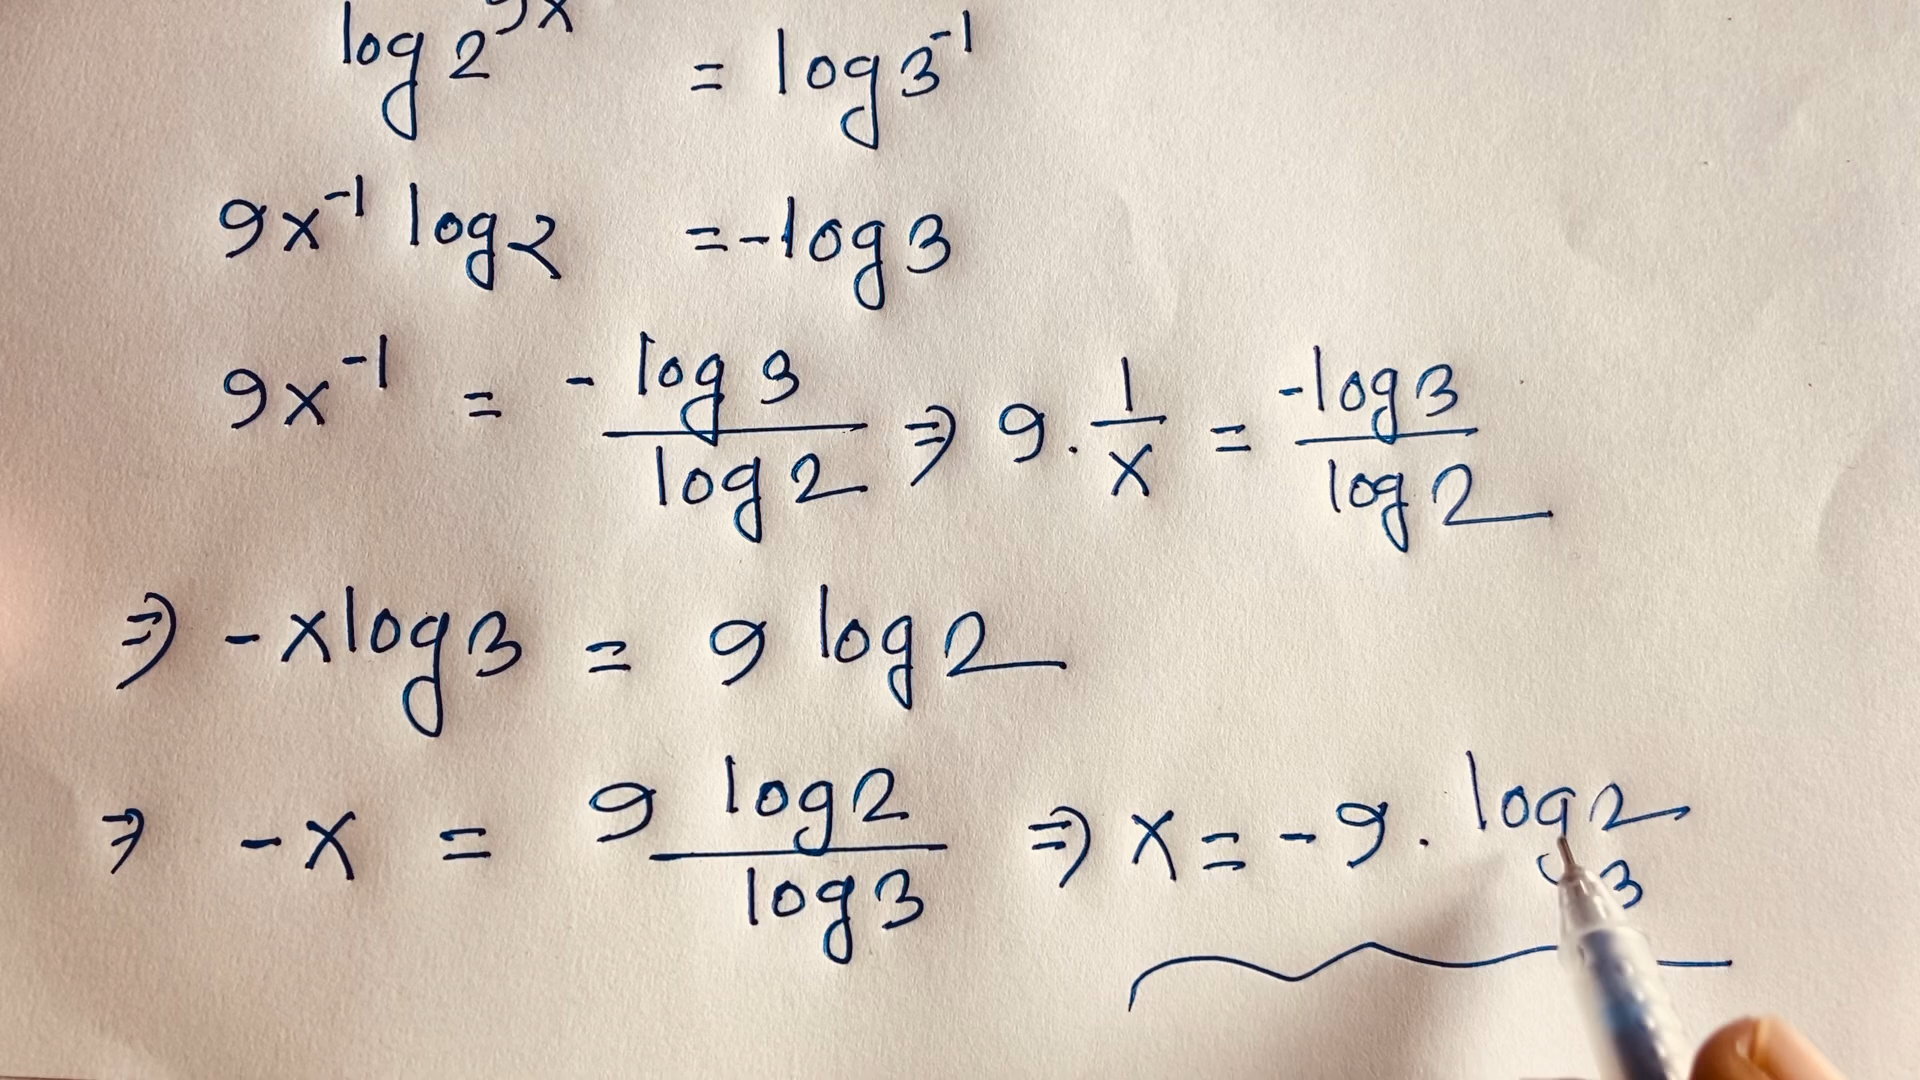 log 2^9x = log 3^-1
9x^-1 log 2 = -log 3
9x^-1 = - log 3 / log 2 ⇒ 9 . 1/x = -log 3 / log 2
⇒ -x log 3 = 9 log 2
⇒ -x = 9 log 2 / log 3 ⇒ x = -9 . log 2 / 3